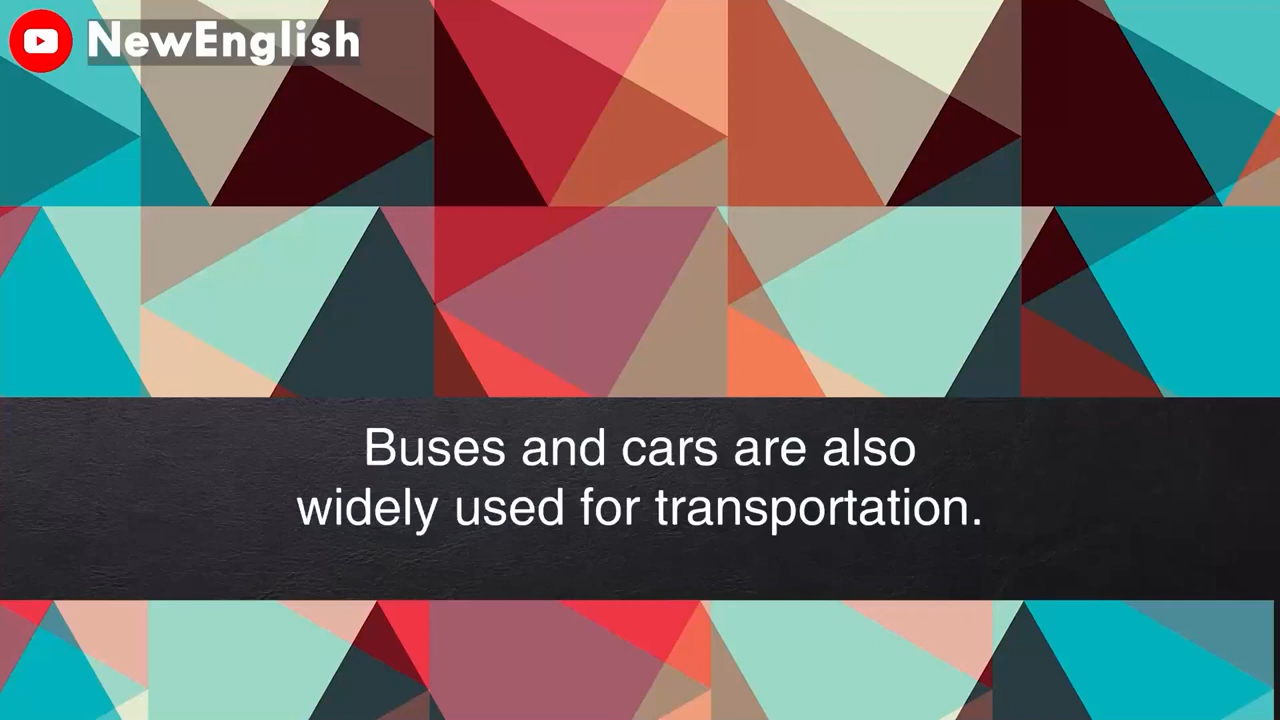 NewEnglish
Buses and cars are also
widely used for transportation.